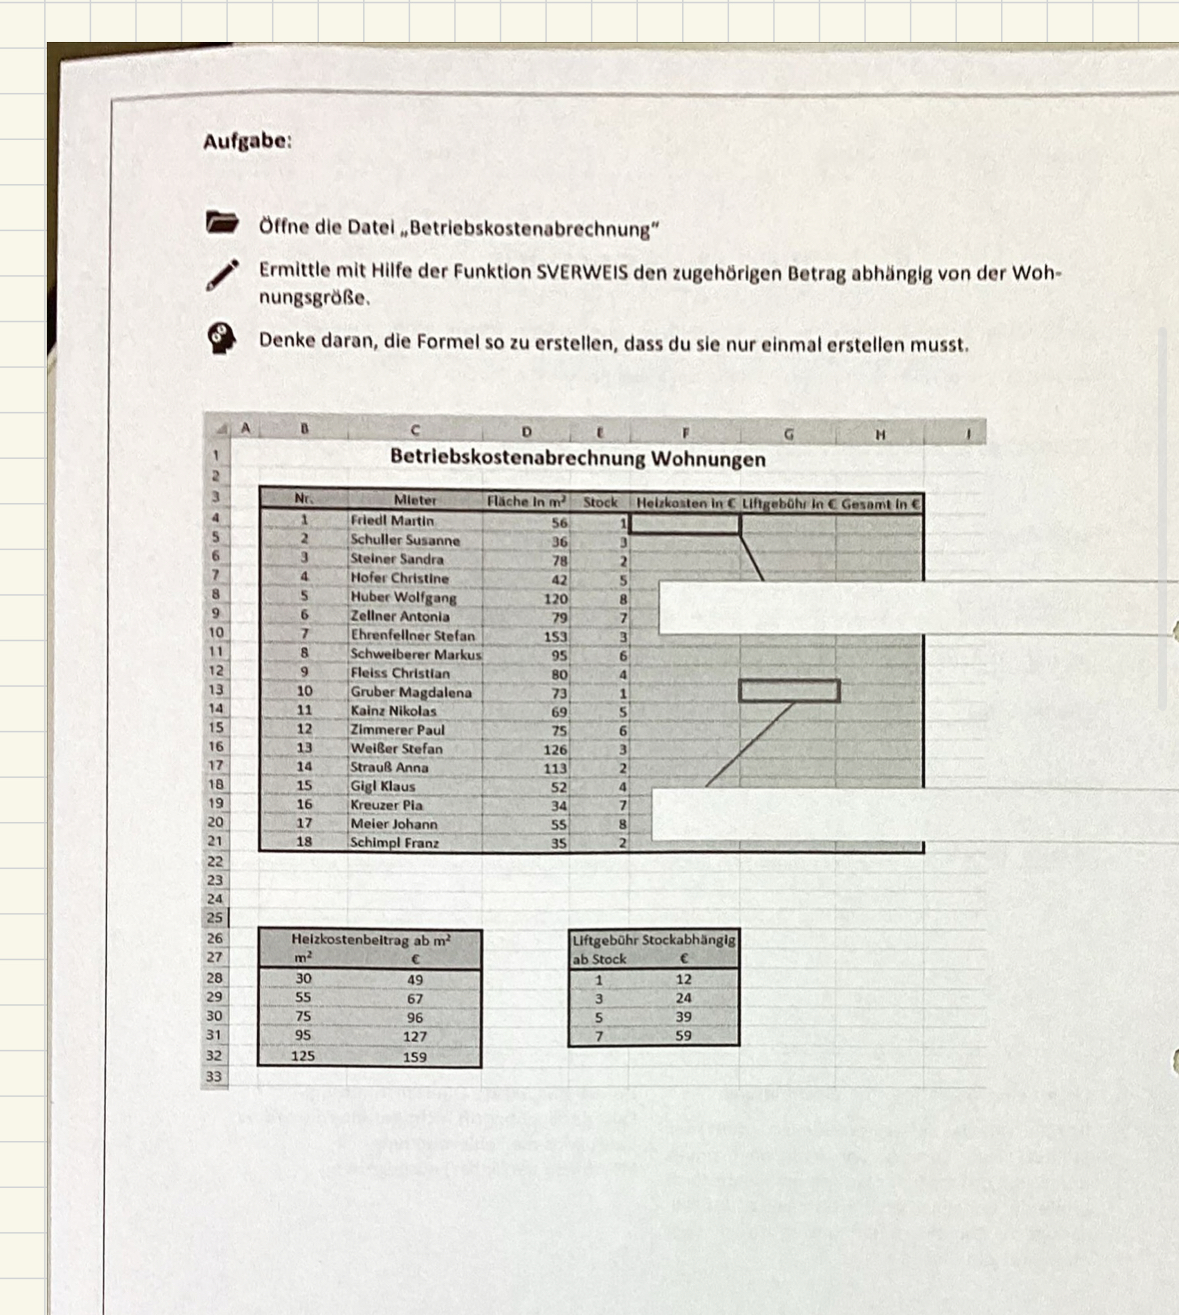 Aufgabe:
Öffne die Datei „Betriebskostenabrechnung“
Ermittle mit Hilfe der Funktion SVERWEIS den zugehörigen Betrag abhängig von der Woh-
nungsgröße.
Denke daran, die Formel so zu erstellen, dass du sie nur einmal erstellen musst.
A B C D E F G H I
1 Betriebskostenabrechnung Wohnungen
2
3 Nr. Mieter Fläche in m² Stock Heizkosten in € Liftgebühr in € Gesamt in €
4 1 Friedl Martin 56 1
5 2 Schuller Susanne 36 3
6 3 Steiner Sandra 78 2
7 4 Hofer Christine 42 5
8 5 Huber Wolfgang 120 8
9 6 Zellner Antonia 79 7
10 7 Ehrenfellner Stefan 153 3
11 8 Schweiberer Markus 95 6
12 9 Fleiss Christian 80 4
13 10 Gruber Magdalena 73 1
14 11 Kainz Nikolas 69 5
15 12 Zimmerer Paul 75 6
16 13 Weißer Stefan 126 3
17 14 Strauß Anna 113 2
18 15 Gigl Klaus 52 4
19 16 Kreuzer Pia 34 7
20 17 Meier Johann 55 8
21 18 Schimpl Franz 35 2
22
23
24
25
26 Heizkostenbeitrag ab m² Liftgebühr Stockabhängig
27 m² € ab Stock €
28 30 49 1 12
29 55 67 3 24
30 75 96 5 39
31 95 127 7 59
32 125 159
33